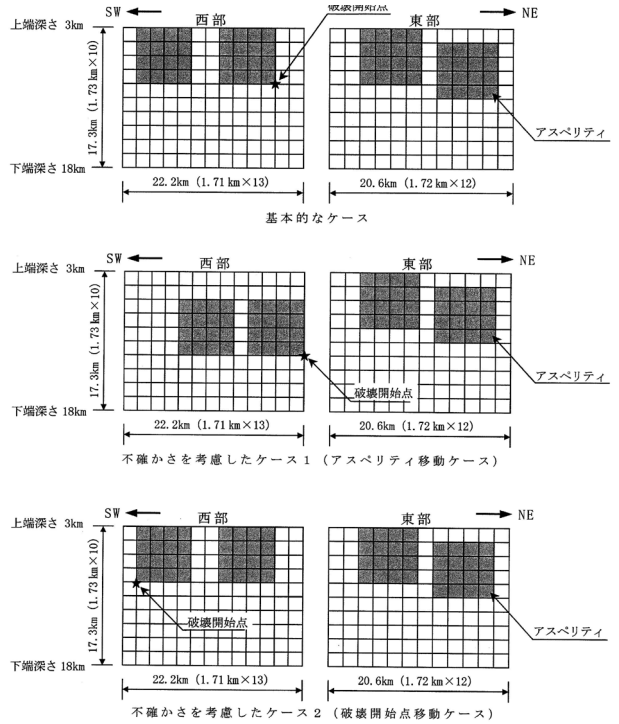 SW
西部
破壊開始点
東部
NE
上端深さ 3km
17.3km (1.73km×10)
アスペリティ
下端深さ 18km
22.2km (1.71km×13)
20.6km (1.72km×12)
基本的なケース
SW
西部
東部
NE
上端深さ 3km
17.3km (1.73km×10)
アスペリティ
破壊開始点
下端深さ 18km
22.2km (1.71km×13)
20.6km (1.72km×12)
不確かさを考慮したケース1 (アスペリティ移動ケース)
SW
西部
東部
NE
上端深さ 3km
17.3km (1.73km×10)
破壊開始点
アスペリティ
下端深さ 18km
22.2km (1.71km×13)
20.6km (1.72km×12)
不確かさを考慮したケース2 (破壊開始点移動ケース)